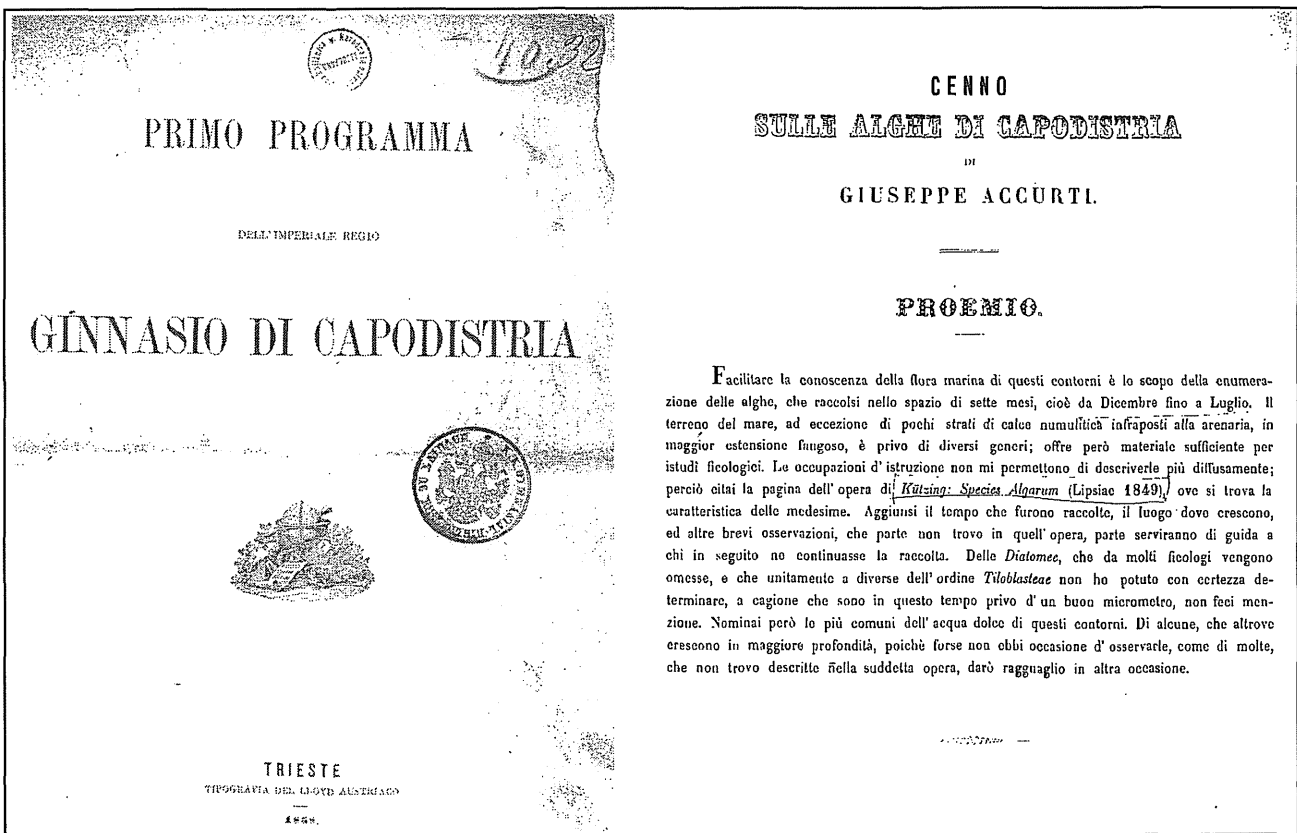 40.32
PRIMO PROGRAMMA
DELL'IMPERIALE REGIO
GINNASIO DI CAPODISTRIA
TRIESTE
TIPOGRAFIA DEL LLOYD AUSTRIACO
1858.
CENNO
SULLE ALGHE DI CAPODISTRIA
DI
GIUSEPPE ACCURTI.
PROEMIO.
Facilitare la conoscenza della flora marina di questi contorni è lo scopo della enumera-
zione delle alghe, che raccolsi nello spazio di sette mesi, cioè da Dicembre fino a Luglio. Il
terreno del mare, ad eccezione di pochi strati di calce numulitica infraposti alla arenaria, in
maggior estensione fangoso, è privo di diversi generi; offre però materiale sufficiente per
istudî ficologici. Le occupazioni d'istruzione non mi permettono di descriverle più diffusamente;
perciò citai la pagina dell'opera di Kützing: Species Algarum (Lipsiae 1849), ove si trova la
caratteristica delle medesime. Aggiunsi il tempo che furono raccolte, il luogo dove crescono,
ed altre brevi osservazioni, che parte non trovo in quell'opera, parte serviranno di guida a
chi in seguito ne continuasse la raccolta. Delle Diatomee, che da molti ficologi vengono
omesse, e che unitamente a diverse dell'ordine Tiloblasteae non ho potuto con certezza de-
terminare, a cagione che sono in questo tempo privo d'un buon micrometro, non feci men-
zione. Nominai però le più comuni dell'acqua dolce di questi contorni. Di alcune, che altrove
crescono in maggiore profondità, poichè forse non ebbi occasione d'osservarle, come di molte,
che non trovo descritte nella suddetta opera, darò ragguaglio in altra occasione.